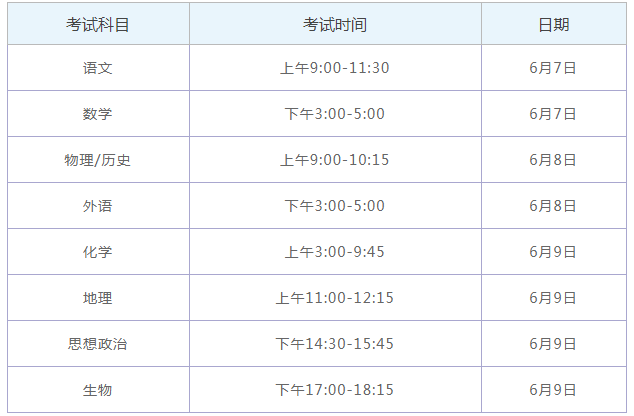 考试科目 考试时间 日期
语文 上午9:00-11:30 6月7日
数学 下午3:00-5:00 6月7日
物理/历史 上午9:00-10:15 6月8日
外语 下午3:00-5:00 6月8日
化学 上午3:00-9:45 6月9日
地理 上午11:00-12:15 6月9日
思想政治 下午14:30-15:45 6月9日
生物 下午17:00-18:15 6月9日